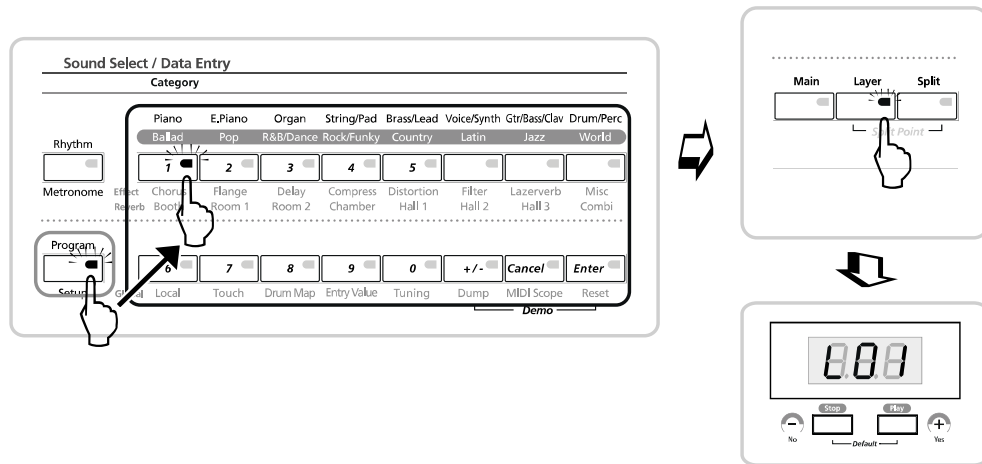 Sound Select / Data Entry
Category
Piano E.Piano Organ String/Pad Brass/Lead Voice/Synth Gtr/Bass/Clav Drum/Perc
Ballad Pop R&B/Dance Rock/Funky Country Latin Jazz World
Rhythm
1 2 3 4 5
Metronome Effect Chorus Flange Delay Compress Distortion Filter Lazerverb Misc
Reverb Booth Room 1 Room 2 Chamber Hall 1 Hall 2 Hall 3 Combi
Program
6 7 8 9 0 +/- Cancel Enter
Setup Local Touch Drum Map Entry Value Tuning Dump MIDI Scope Reset
Demo
Main Layer Split
Split Point
L01
Stop Play
No Default Yes